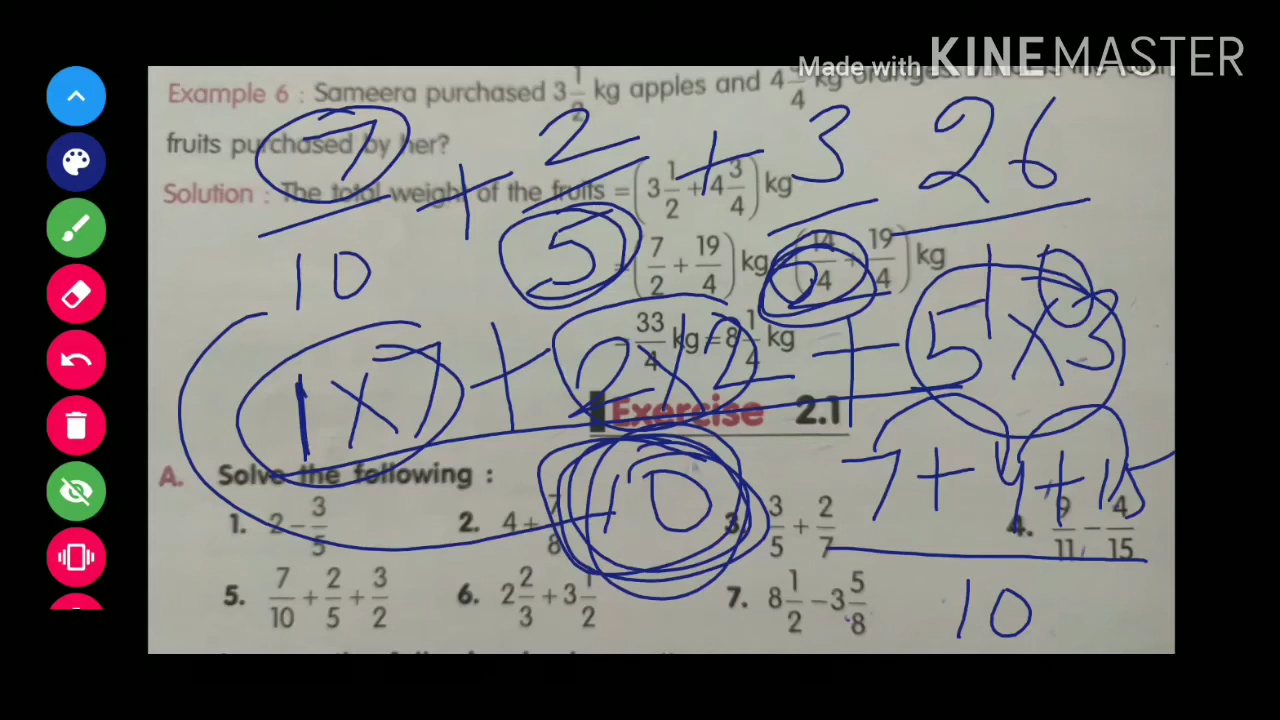 Made with KINEMASTER
Example 6 : Sameera purchased 3 1/2 kg apples and 4 3/4 kg
fruits purchased by her?
Solution : The total weight of the fruits = (3 1/2 + 4 3/4) kg
= (7/2 + 19/4) kg = (14/4 + 19/4) kg
= 33/4 kg = 8 1/4 kg
7/10 + 2/5 + 3/2
26/10
1×7 + 2×2 + 5×3
10
7+4+15
10
Exercise 2.1
A. Solve the following :
1. 2 − 3/5 2. 4 + 7/8 3. 3/5 + 2/7 4. 9/11 − 4/15
5. 7/10 + 2/5 + 3/2 6. 2 2/3 + 3 1/2 7. 8 1/2 − 3 5/8